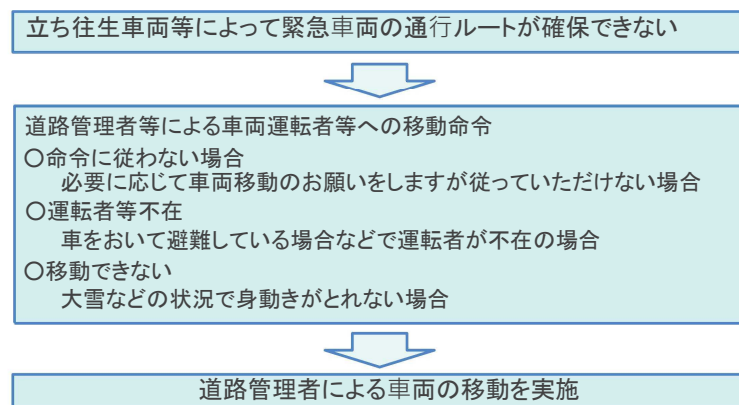 立ち往生車両等によって緊急車両の通行ルートが確保できない
道路管理者等による車両運転者等への移動命令
○命令に従わない場合
必要に応じて車両移動のお願いをしますが従っていただけない場合
○運転者等不在
車をおいて避難している場合などで運転者が不在の場合
○移動できない
大雪などの状況で身動きがとれない場合
道路管理者による車両の移動を実施